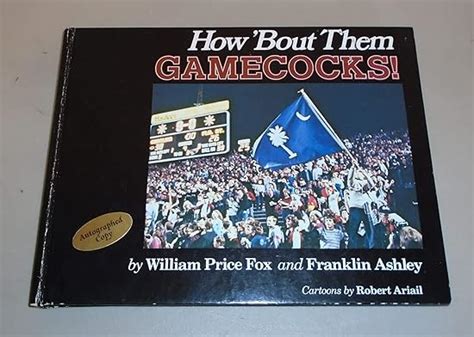 How 'Bout Them
GAMECOCKS!
Autographed
Copy
by William Price Fox and Franklin Ashley
Cartoons by Robert Ariail